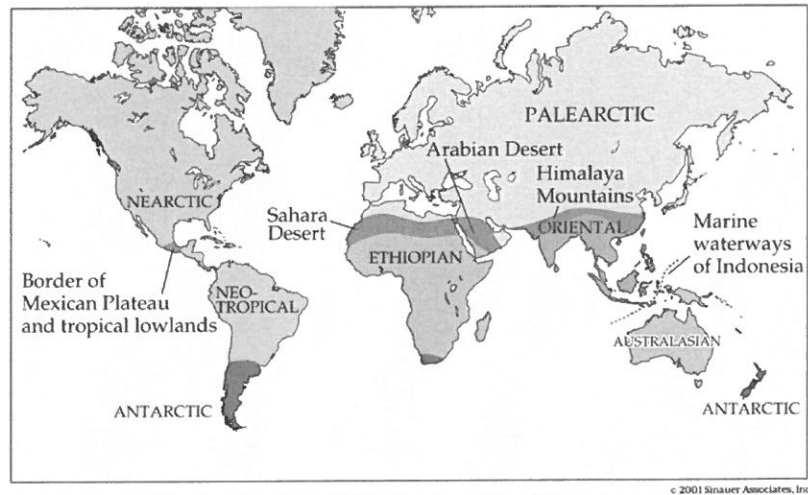 PALEARCTIC
Arabian Desert
Himalaya
Mountains
NEARCTIC
Sahara
Desert
ORIENTAL
Marine
waterways
of Indonesia
ETHIOPIAN
Border of
Mexican Plateau
and tropical lowlands
NEO-
TROPICAL
AUSTRALASIAN
ANTARCTIC
ANTARCTIC
c 2001 Sinauer Associates, Inc